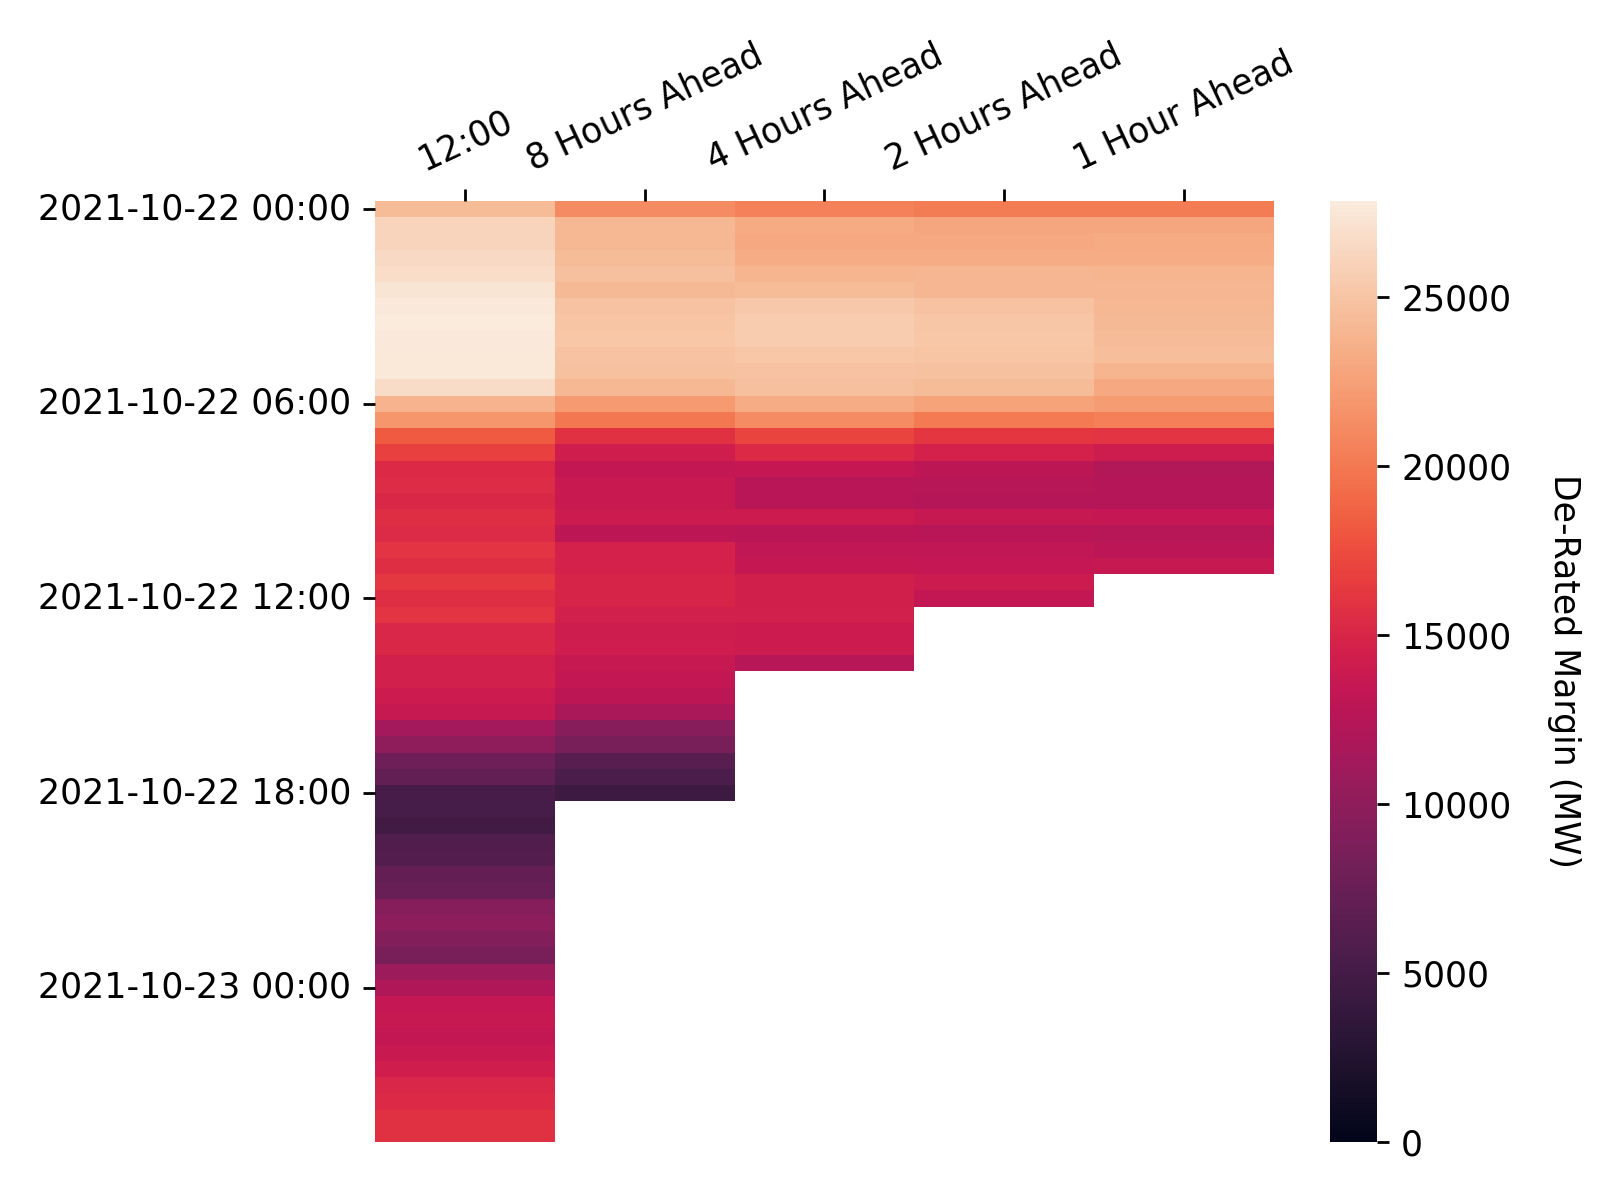 12:00
8 Hours Ahead
4 Hours Ahead
2 Hours Ahead
1 Hour Ahead
2021-10-22 00:00
2021-10-22 06:00
2021-10-22 12:00
2021-10-22 18:00
2021-10-23 00:00
25000
20000
15000
10000
5000
0
De-Rated Margin (MW)